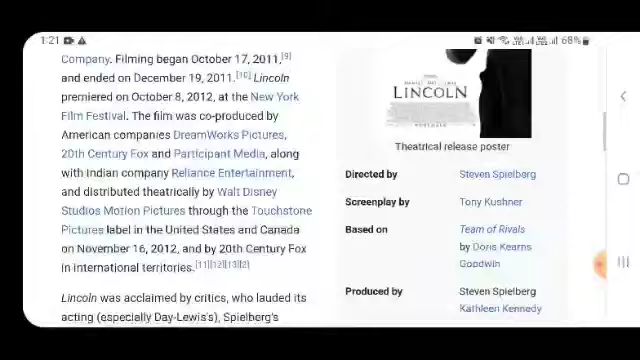 1:21
68%
Company. Filming began October 17, 2011,[9]
and ended on December 19, 2011.[10] Lincoln
premiered on October 8, 2012, at the New York
Film Festival. The film was co-produced by
American companies DreamWorks Pictures,
20th Century Fox and Participant Media, along
with Indian company Reliance Entertainment,
and distributed theatrically by Walt Disney
Studios Motion Pictures through the Touchstone
Pictures label in the United States and Canada
on November 16, 2012, and by 20th Century Fox
in international territories.[11][12][13][2]
Lincoln was acclaimed by critics, who lauded its
acting (especially Day-Lewis's), Spielberg's
LINCOLN
Theatrical release poster
Directed by Steven Spielberg
Screenplay by Tony Kushner
Based on Team of Rivals
by Doris Kearns
Goodwin
Produced by Steven Spielberg
Kathleen Kennedy